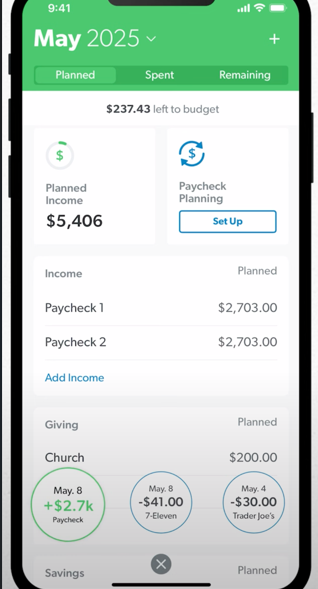 9:41
May 2025
Planned Spent Remaining
$237.43 left to budget
$
Planned
Income
$5,406
$
Paycheck
Planning
Set Up
Income Planned
Paycheck 1 $2,703.00
Paycheck 2 $2,703.00
Add Income
Giving Planned
Church $200.00
May. 8
+$2.7k
Paycheck
May. 8
-$41.00
7-Eleven
May. 4
-$30.00
Trader Joe's
Savings Planned